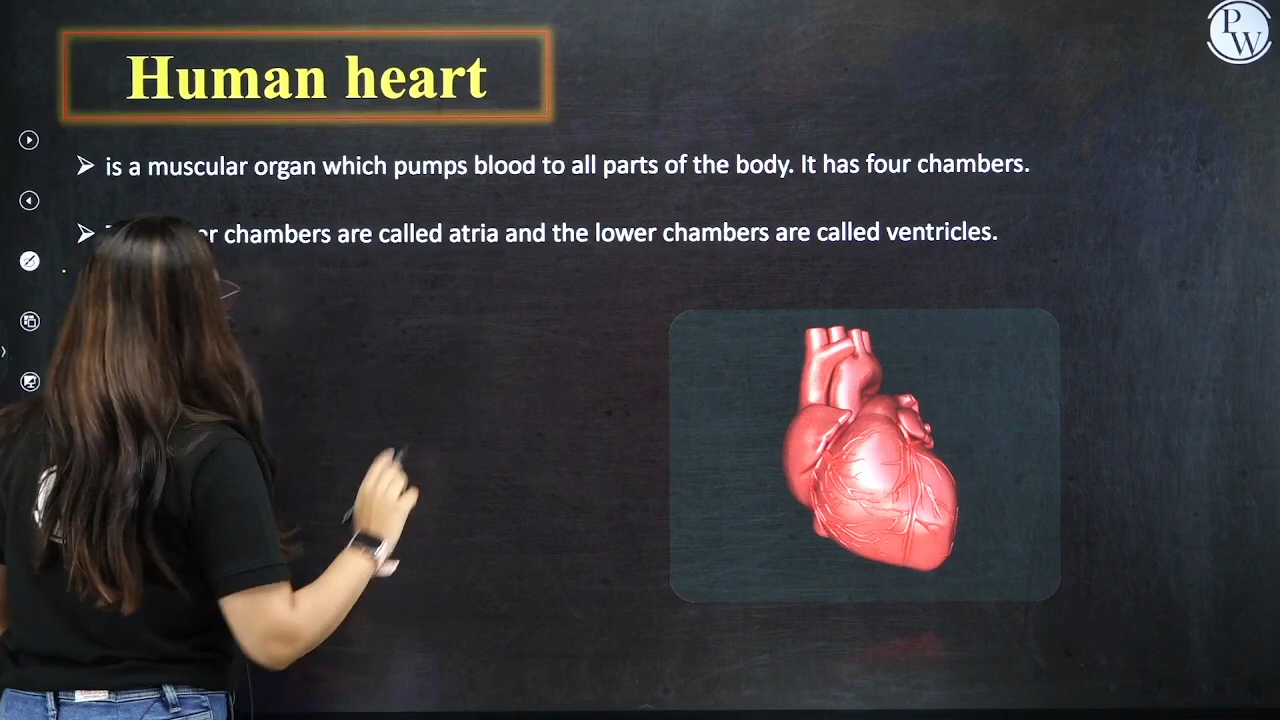 Human heart
PW
➢ is a muscular organ which pumps blood to all parts of the body. It has four chambers.
➢ chambers are called atria and the lower chambers are called ventricles.